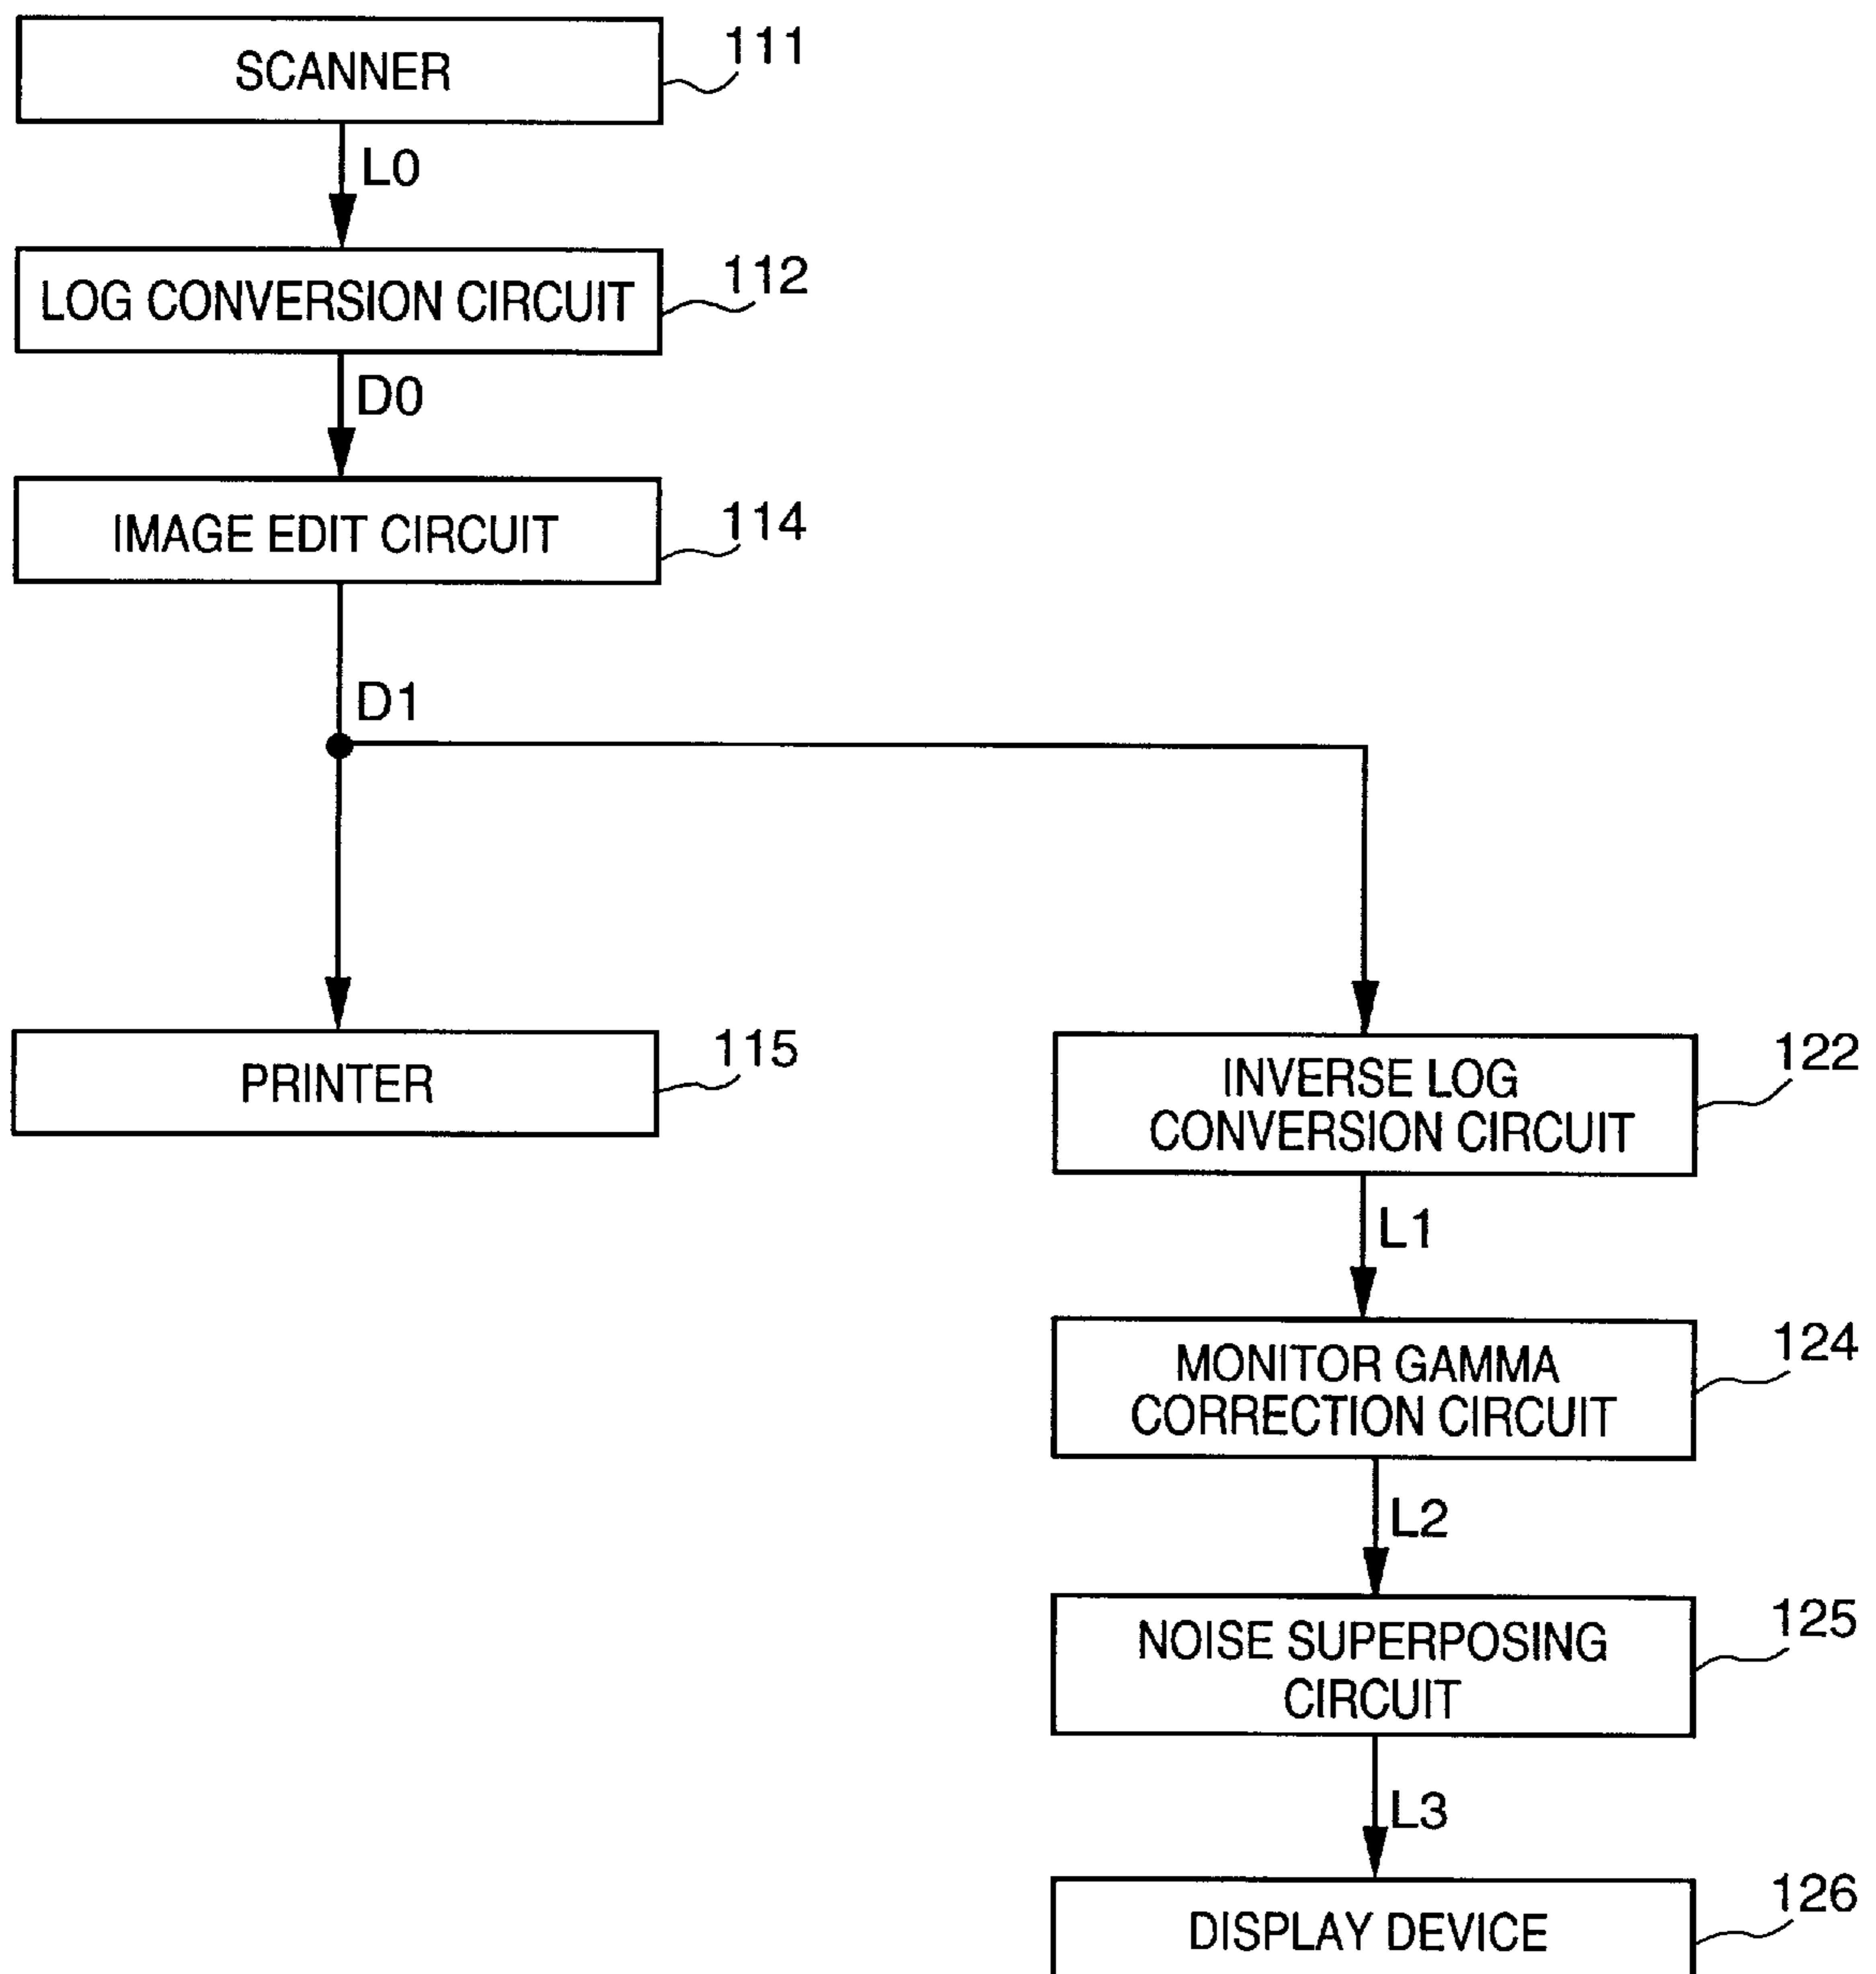 SCANNER
111
L0
LOG CONVERSION CIRCUIT
112
D0
IMAGE EDIT CIRCUIT
114
D1
PRINTER
115
INVERSE LOG
CONVERSION CIRCUIT
122
L1
MONITOR GAMMA
CORRECTION CIRCUIT
124
L2
NOISE SUPERPOSING
CIRCUIT
125
L3
DISPLAY DEVICE
126